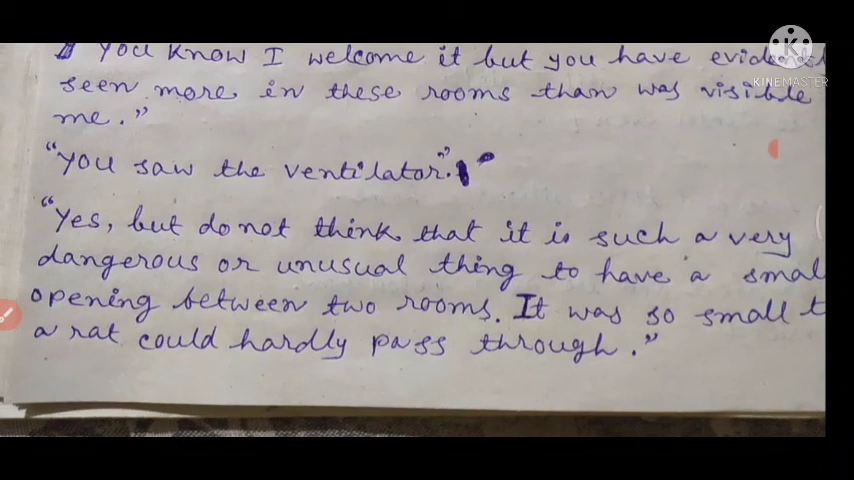 You know I welcome it but you have
seen more in these rooms than was visible
me."
"You saw the ventilator".
"Yes, but do not think that it is such a very
dangerous or unusual thing to have a
opening between two rooms. It was so small
a rat could hardly pass through."
KINEMASTER